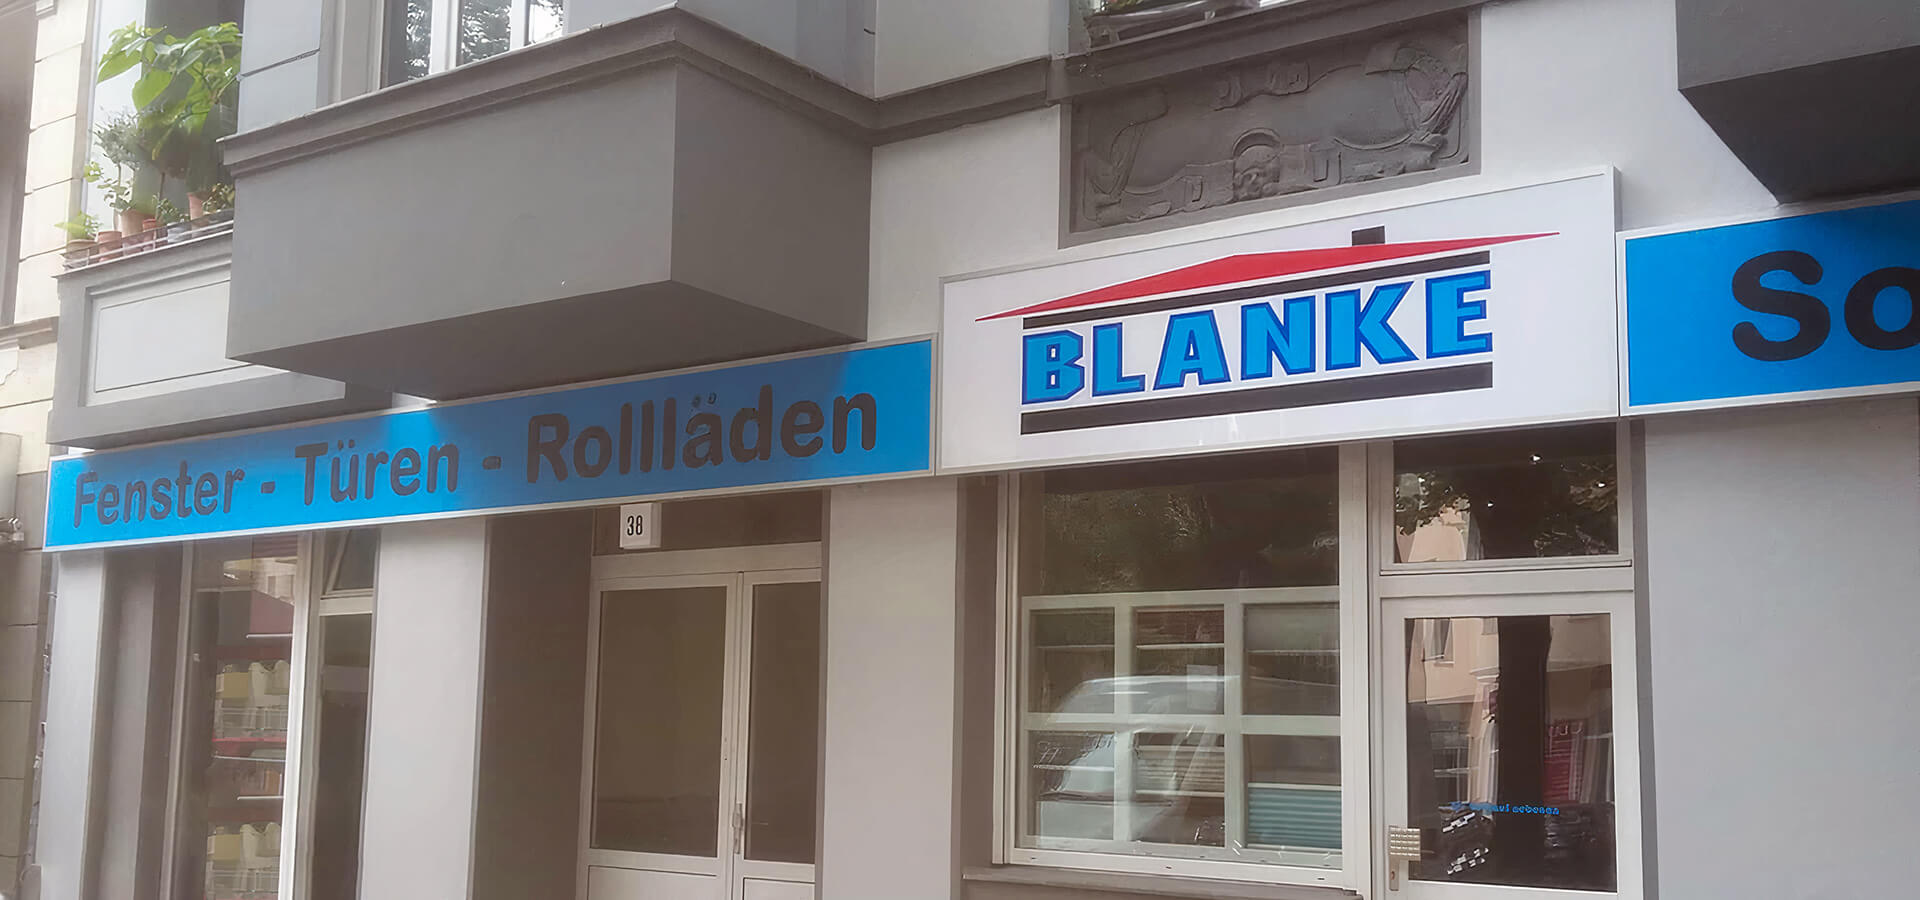 Fenster - Türen - Rollläden
BLANKE
So
38